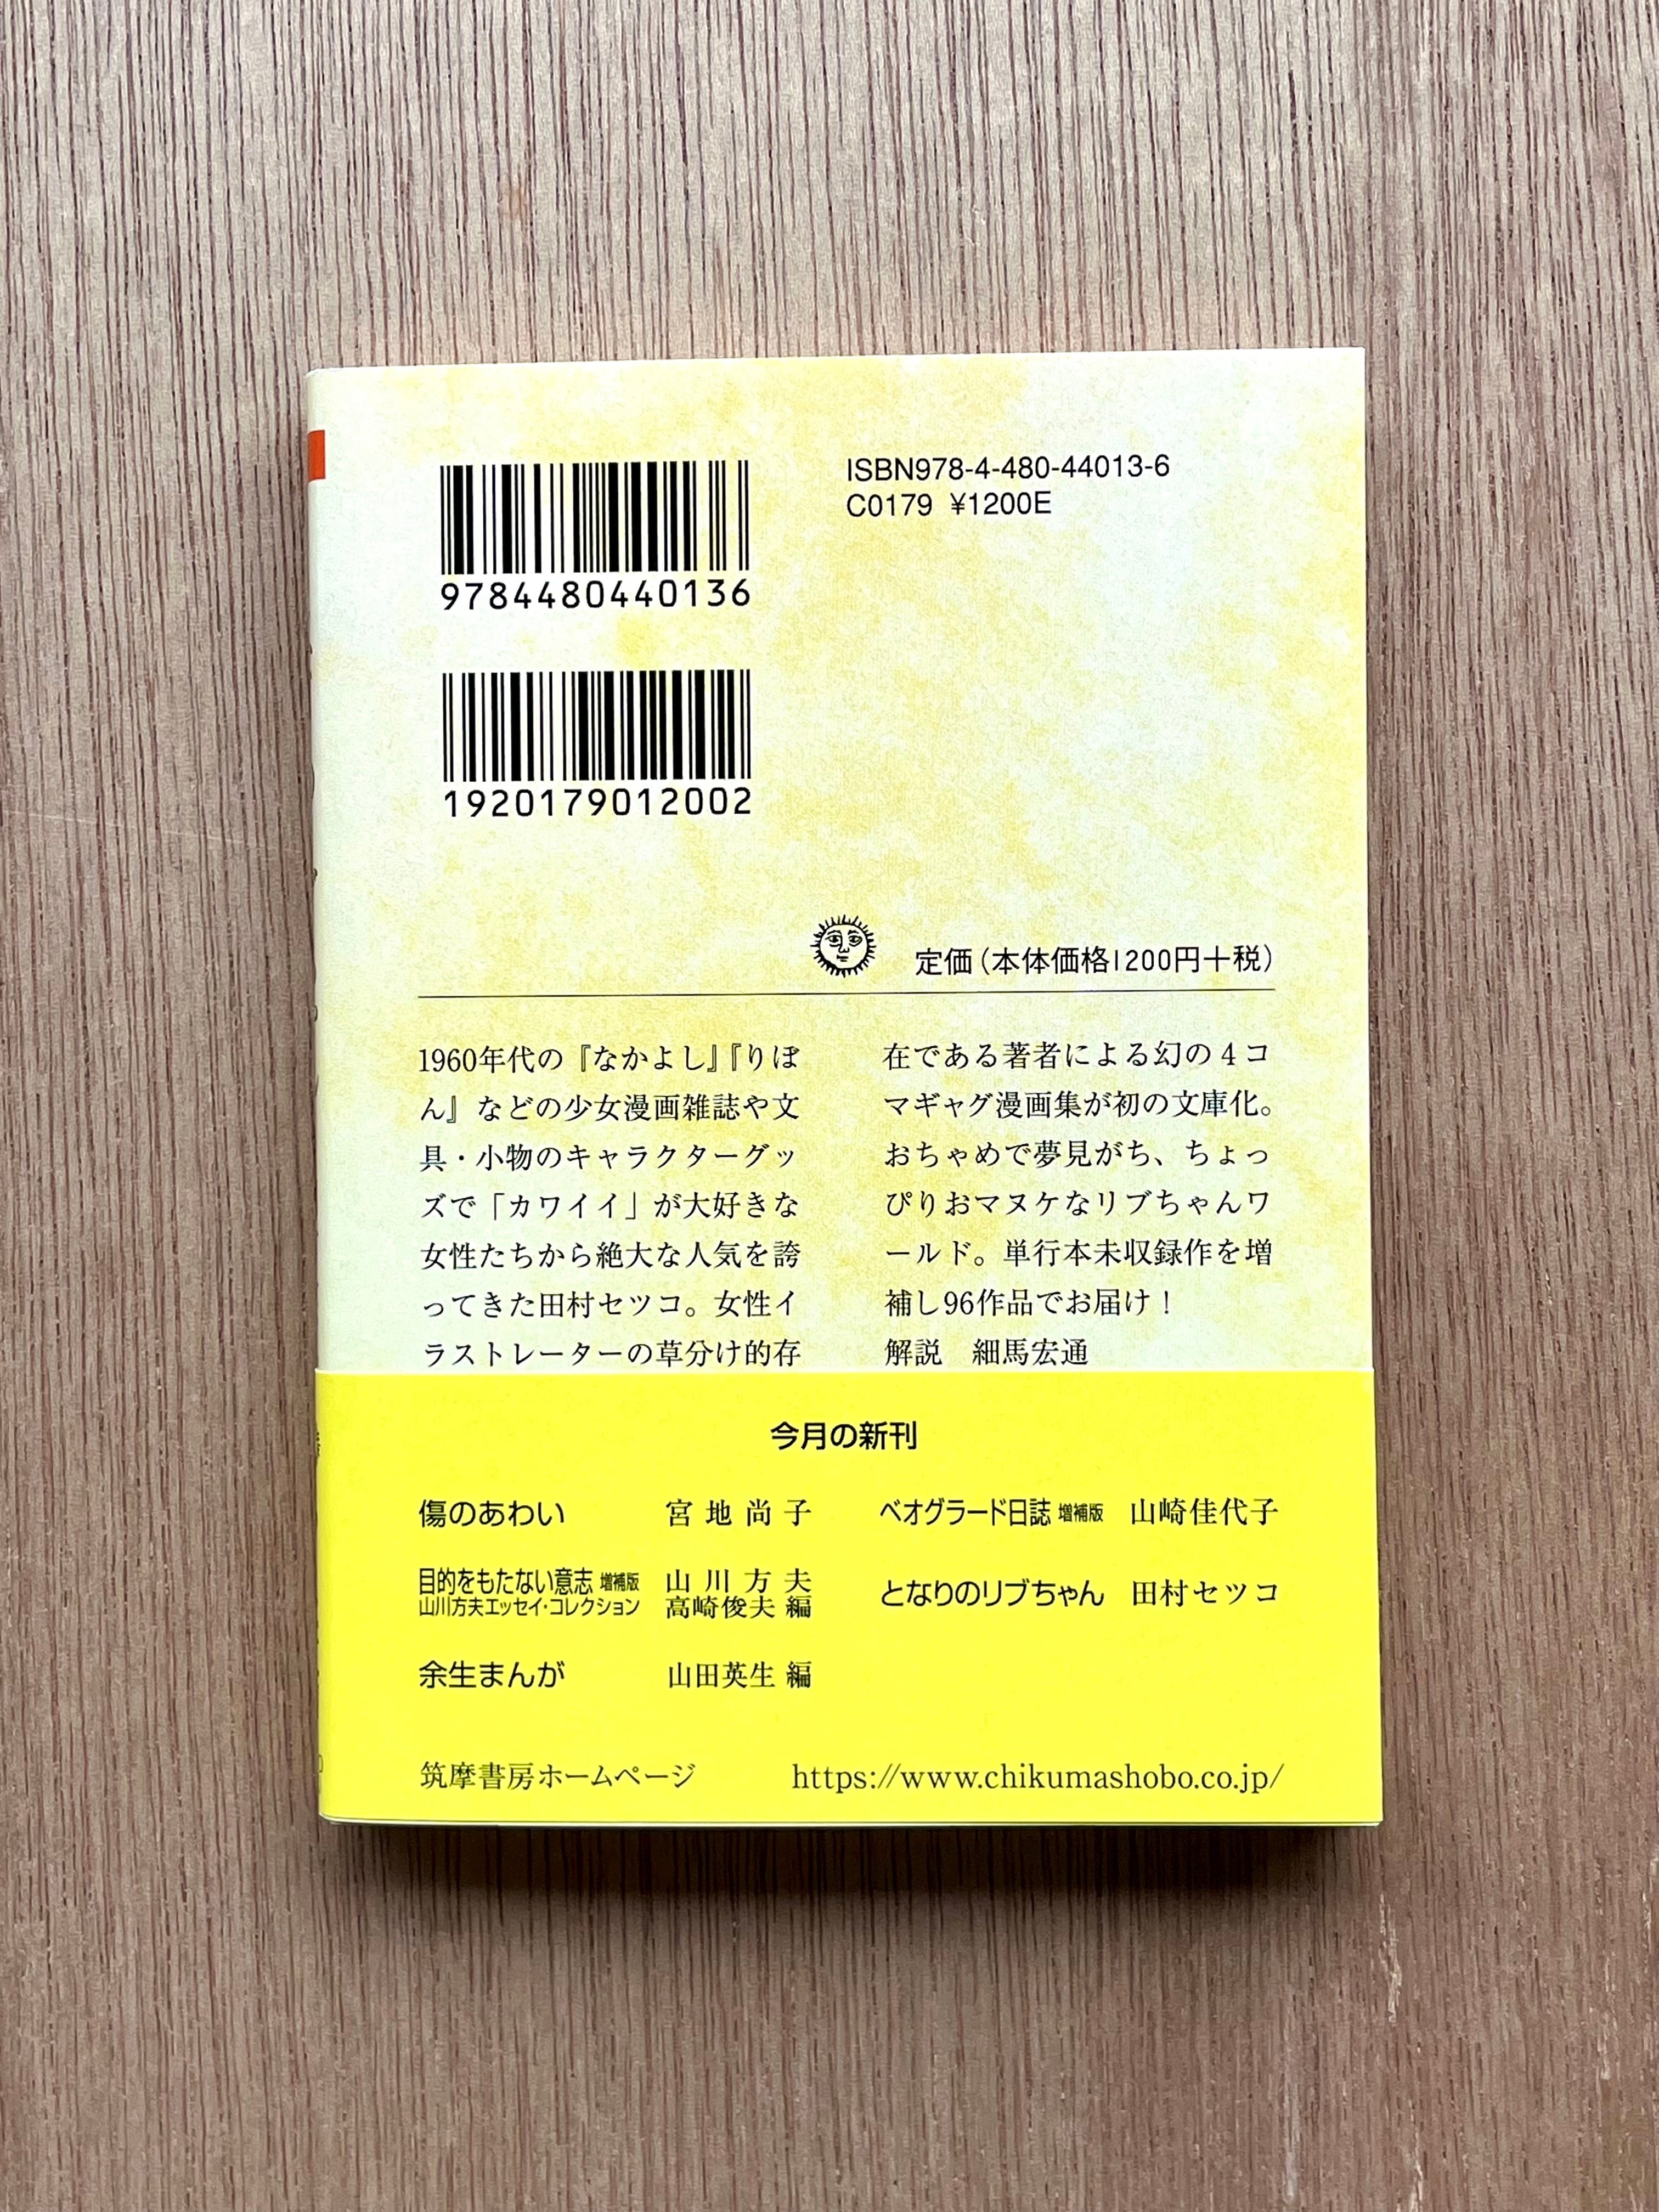 9784480440136
ISBN978-4-480-44013-6
C0179 ¥1200E
1920179012002
定価(本体価格1200円+税)
1960年代の『なかよし』『りぼ
ん』などの少女漫画雑誌や文
具・小物のキャラクターグッ
ズで「カワイイ」が大好きな
女性たちから絶大な人気を誇
ってきた田村セツコ。女性イ
ラストレーターの草分け的存
在である著者による幻の4コ
マギャグ漫画集が初の文庫化。
おちゃめで夢見がち、ちょっ
ぴりおマヌケなリブちゃんワ
ールド。単行本未収録作を増
補し96作品でお届け!
解説 細馬宏通
今月の新刊
傷のあわい 宮地尚子
目的をもたない意志 増補版 山川方夫
山川方夫エッセイ・コレクション 高崎俊夫 編
余生まんが 山田英生 編
ベオグラード日誌 増補版 山崎佳代子
となりのリブちゃん 田村セツコ
筑摩書房ホームページ https://www.chikumashobo.co.jp/